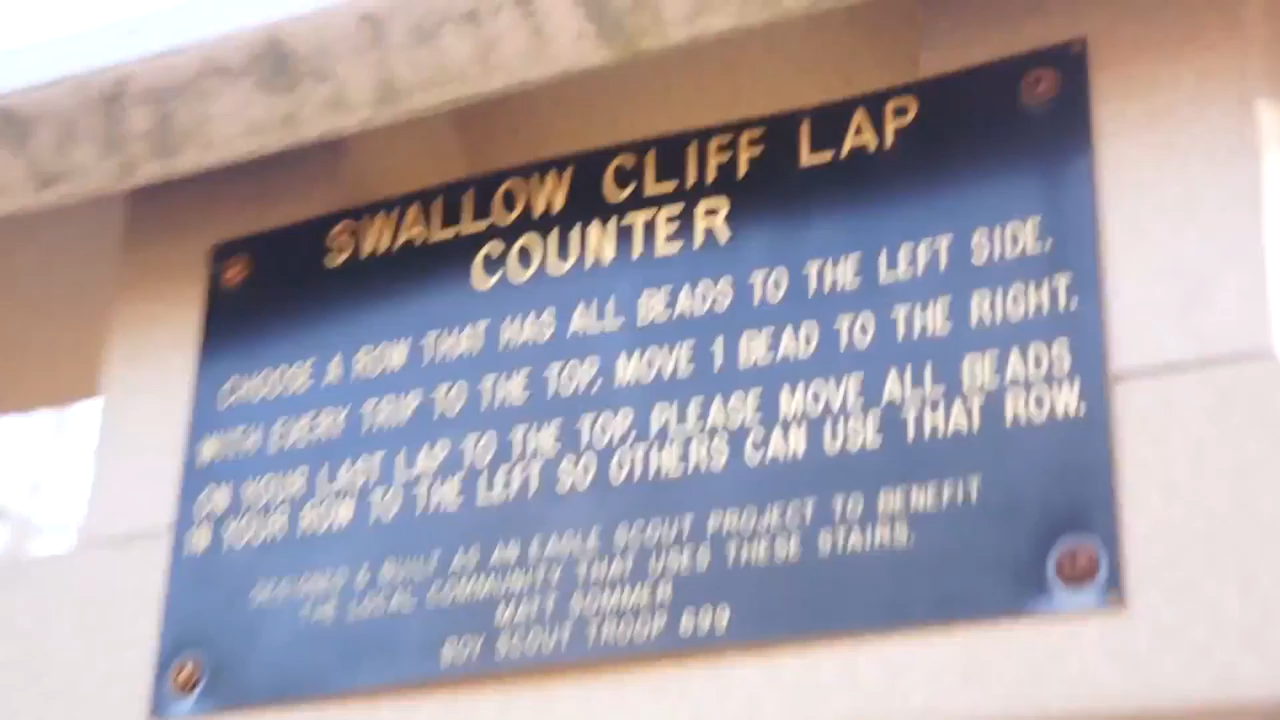 SWALLOW CLIFF LAP
COUNTER
CHOOSE A ROW THAT HAS ALL BEADS TO THE LEFT SIDE.
WITH EVERY TRIP TO THE TOP, MOVE 1 BEAD TO THE RIGHT.
ON YOUR LAST LAP TO THE TOP, PLEASE MOVE ALL BEADS
IN YOUR ROW TO THE LEFT SO OTHERS CAN USE THAT ROW.
DESIGNED & BUILT AS AN EAGLE SCOUT PROJECT TO BENEFIT
THE LOCAL COMMUNITY THAT USES THESE STAIRS.
MATT
BOY SCOUT TROOP